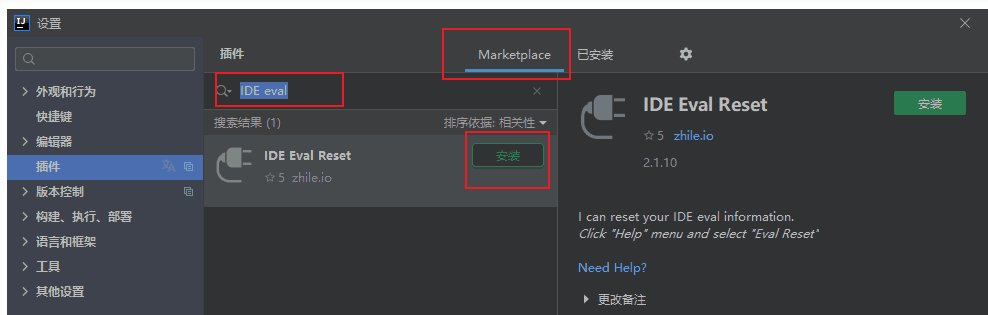 设置
外观和行为
快捷键
编辑器
插件
版本控制
构建、执行、部署
语言和框架
工具
其他设置
插件
Marketplace
已安装
IDE eval
搜索结果 (1)
排序依据: 相关性
IDE Eval Reset
☆ 5 zhile.io
安装
IDE Eval Reset
安装
☆ 5 zhile.io
2.1.10
I can reset your IDE eval information.
Click "Help" menu and select "Eval Reset"
Need Help?
更改备注